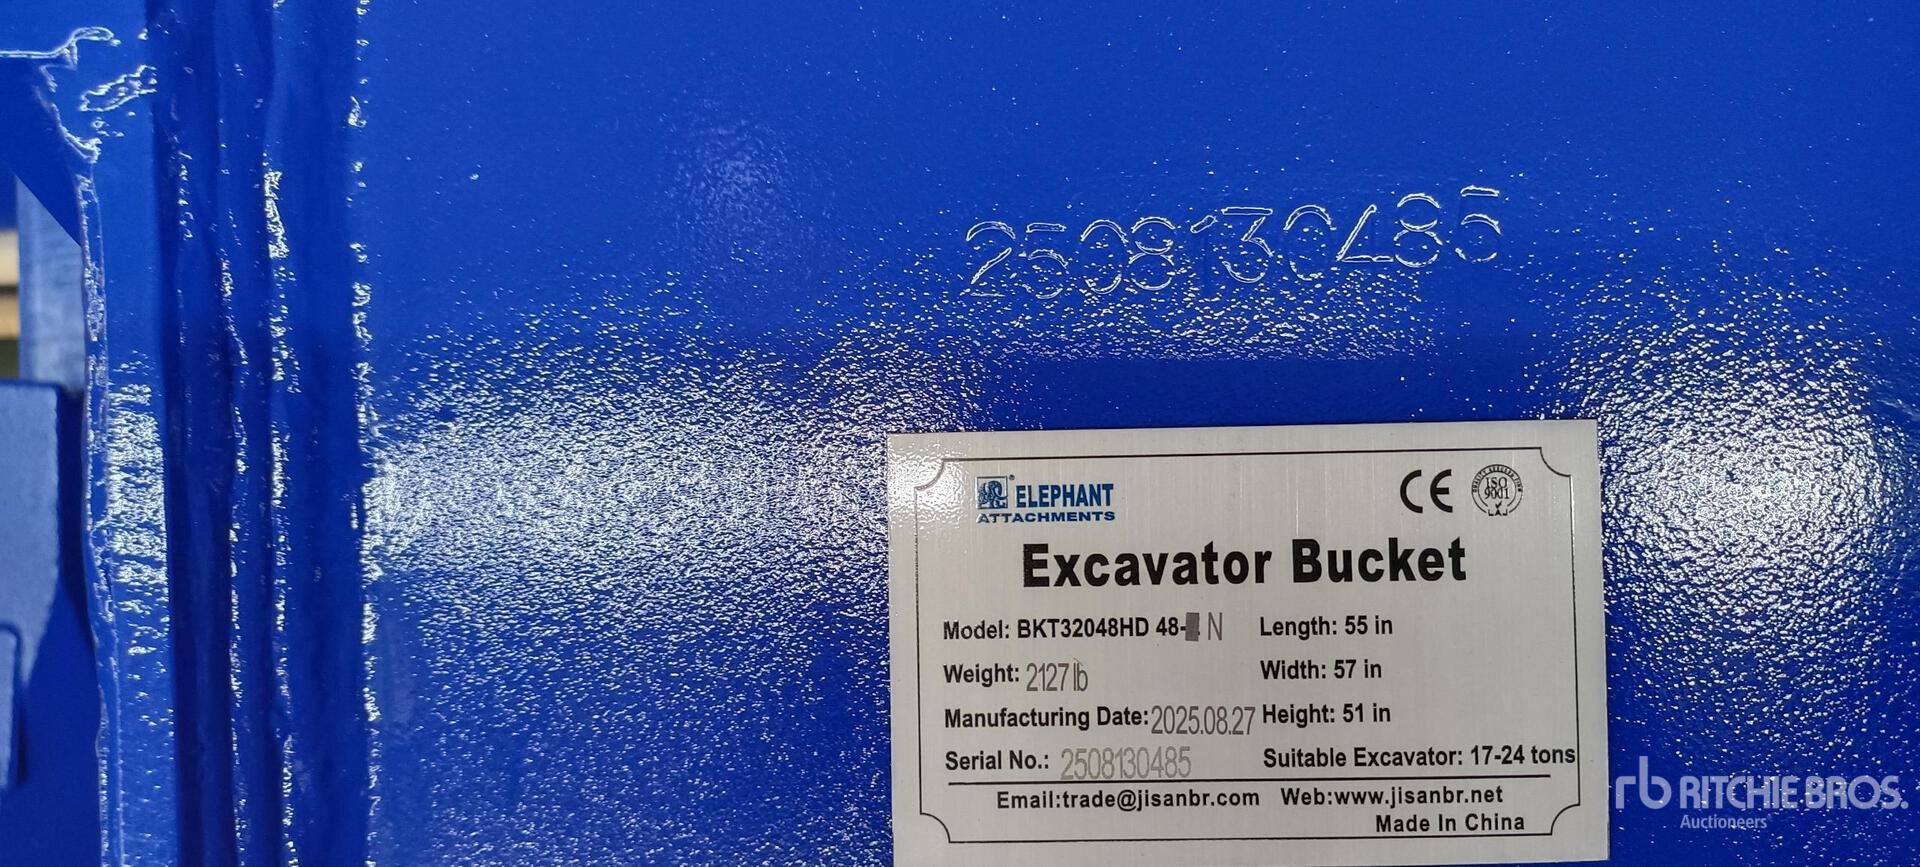 2508130485
ELEPHANT
ATTACHMENTS
CE
ISO
9001
Excavator Bucket
Model: BKT32048HD 48- N
Length: 55 in
Weight: 2127 lb
Width: 57 in
Manufacturing Date: 2025.08.27
Height: 51 in
Serial No.: 2508130485
Suitable Excavator: 17-24 tons
Email:trade@jisanbr.com Web:www.jisanbr.net
Made In China
rb RITCHIE BROS.
Auctioneers